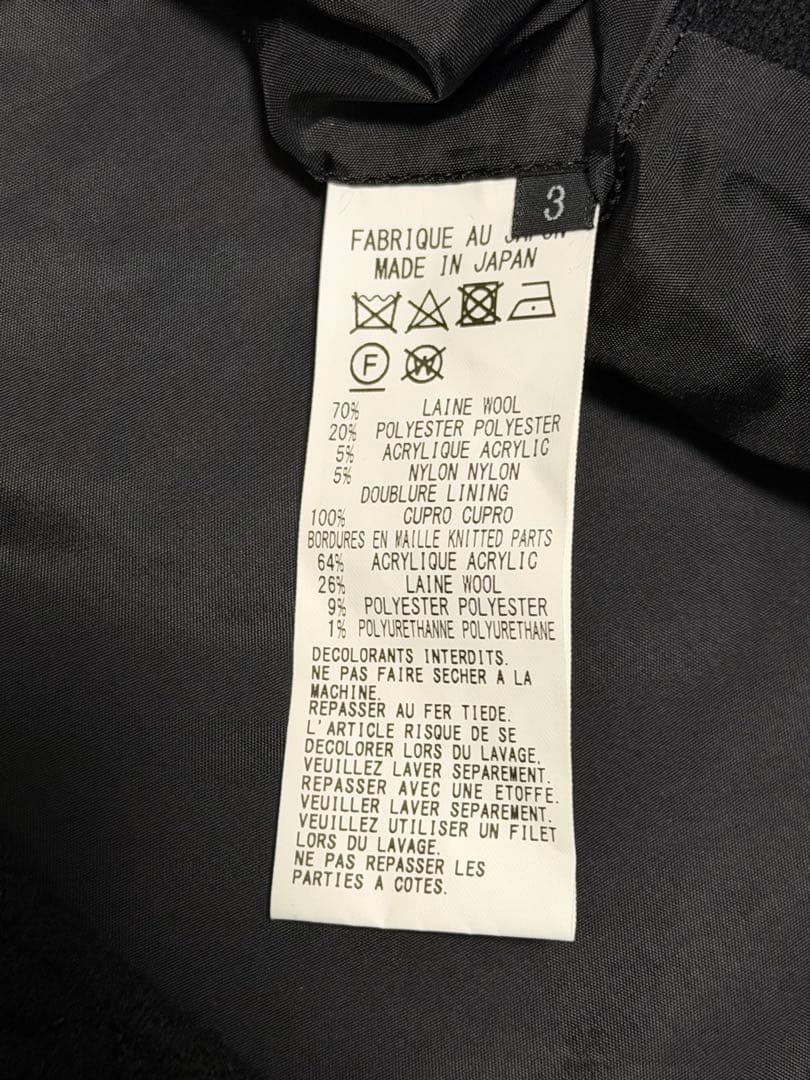 3
FABRIQUE AU JAPON
MADE IN JAPAN
F W
70% LAINE WOOL
20% POLYESTER POLYESTER
5% ACRYLIQUE ACRYLIC
5% NYLON NYLON
DOUBLURE LINING
100% CUPRO CUPRO
BORDURES EN MAILLE KNITTED PARTS
64% ACRYLIQUE ACRYLIC
26% LAINE WOOL
9% POLYESTER POLYESTER
1% POLYURETHANNE POLYURETHANE
DECOLORANTS INTERDITS.
NE PAS FAIRE SECHER A LA
MACHINE.
REPASSER AU FER TIEDE.
L'ARTICLE RISQUE DE SE
DECOLORER LORS DU LAVAGE.
VEUILLEZ LAVER SEPAREMENT.
REPASSER AVEC UNE ETOFFE.
VEUILLER LAVER SEPAREMENT.
VEUILLEZ UTILISER UN FILET
LORS DU LAVAGE.
NE PAS REPASSER LES
PARTIES A COTES.